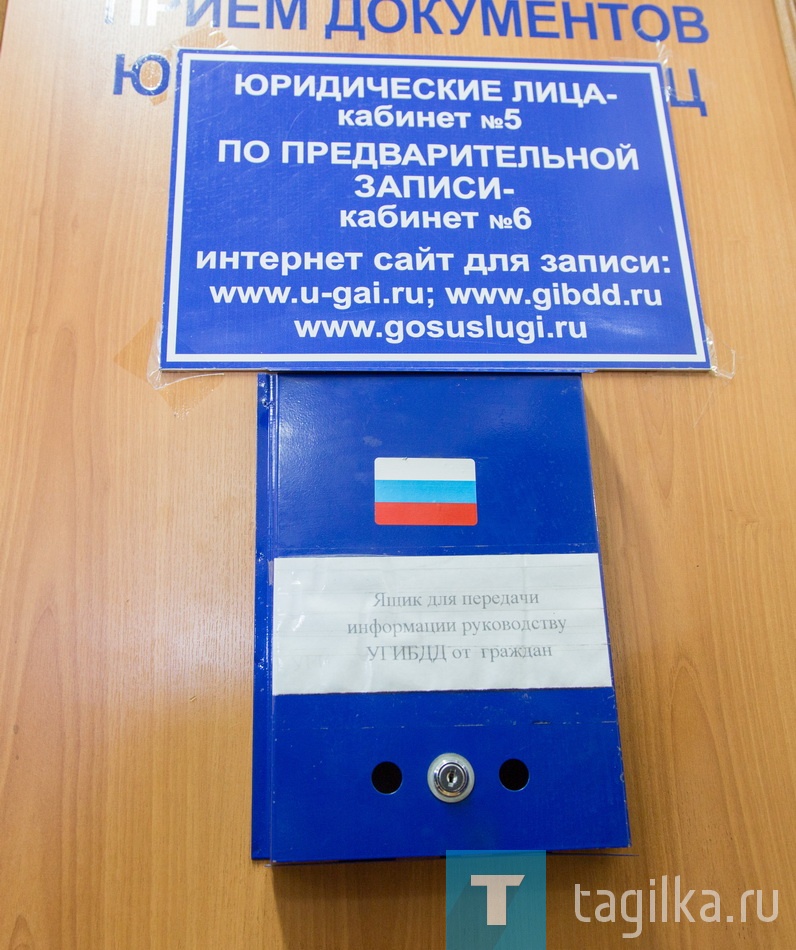 ПРИЕМ ДОКУМЕНТОВ
ЮРИДИЧЕСКИЕ ЛИЦА-
кабинет №5
ПО ПРЕДВАРИТЕЛЬНОЙ
ЗАПИСИ-
кабинет №6
интернет сайт для записи:
www.u-gai.ru; www.gibdd.ru
www.gosuslugi.ru
Ящик для передачи
информации руководству
УГИБДД от граждан
T tagilka.ru